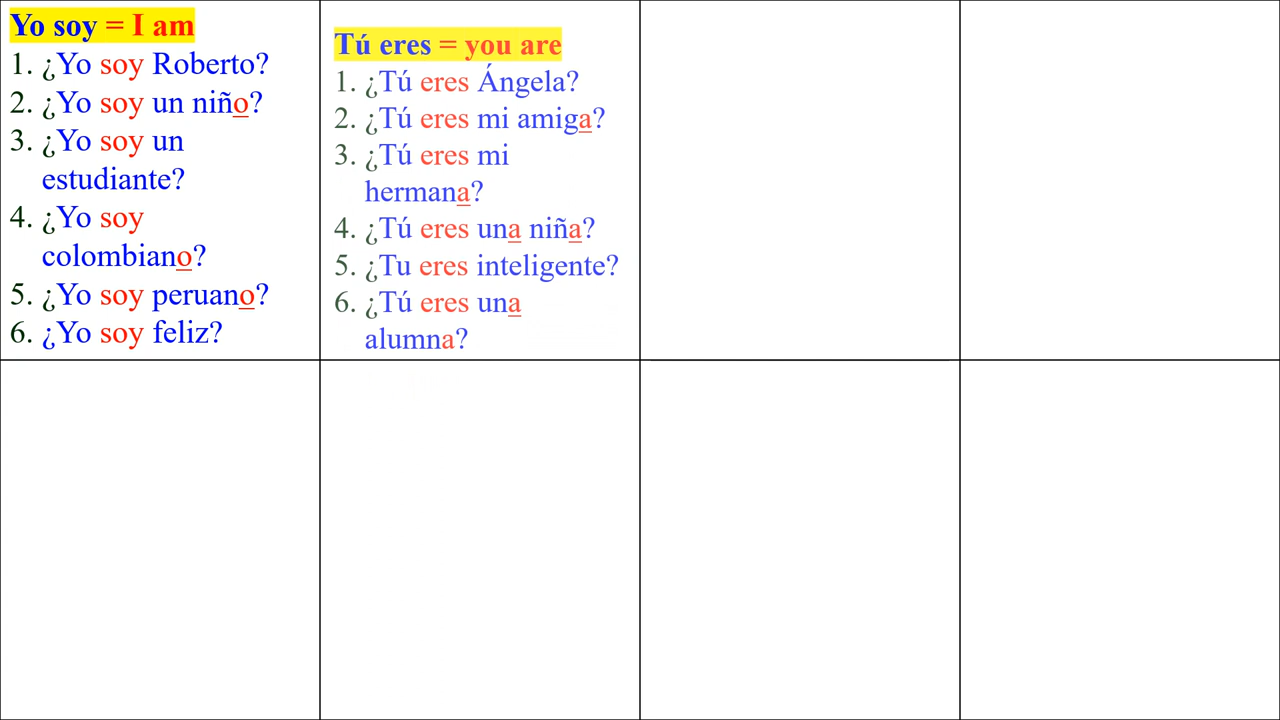 Yo soy = I am
1. ¿Yo soy Roberto?
2. ¿Yo soy un niño?
3. ¿Yo soy un
estudiante?
4. ¿Yo soy
colombiano?
5. ¿Yo soy peruano?
6. ¿Yo soy feliz?
Tú eres = you are
1. ¿Tú eres Ángela?
2. ¿Tú eres mi amiga?
3. ¿Tú eres mi
hermana?
4. ¿Tú eres una niña?
5. ¿Tu eres inteligente?
6. ¿Tú eres una
alumna?